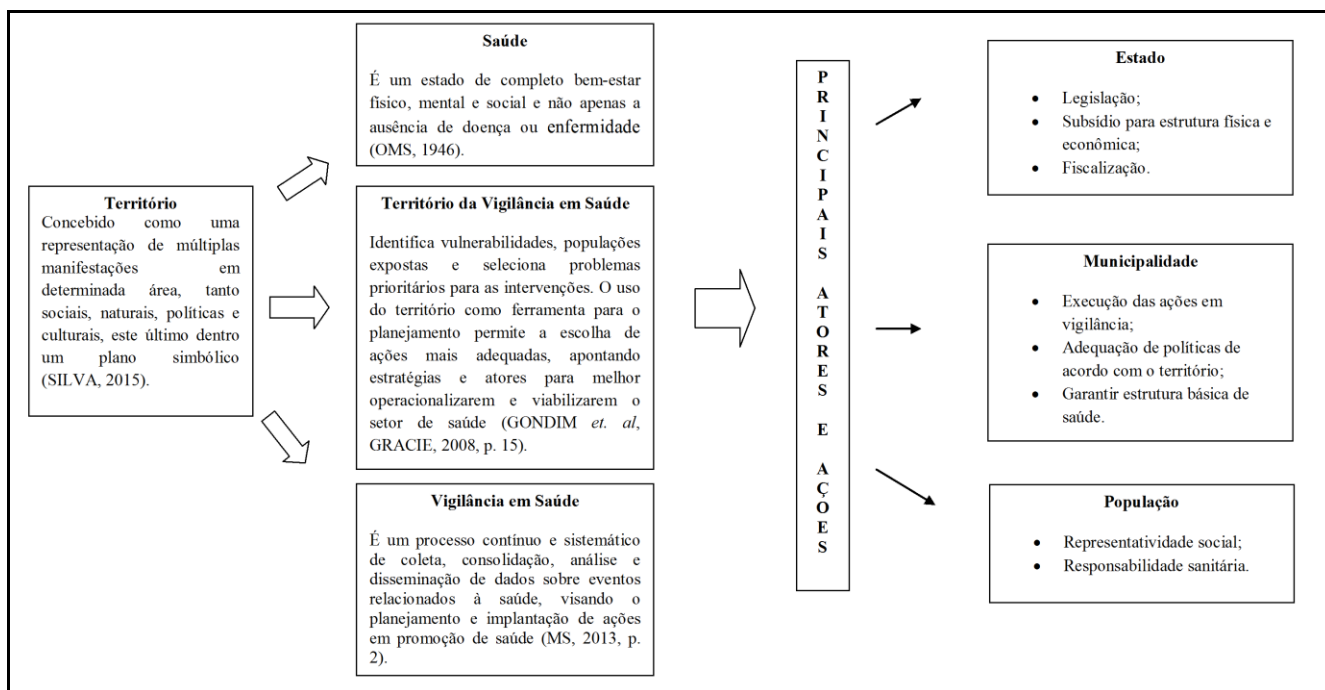 Território
Concebido como uma
representação de múltiplas
manifestações em
determinada área, tanto
sociais, naturais, políticas e
culturais, este último dentro
um plano simbólico
(SILVA, 2015).
Saúde
É um estado de completo bem-estar
físico, mental e social e não apenas a
ausência de doença ou enfermidade
(OMS, 1946).
Território da Vigilância em Saúde
Identifica vulnerabilidades, populações
expostas e seleciona problemas
prioritários para as intervenções. O uso
do território como ferramenta para o
planejamento permite a escolha de
ações mais adequadas, apontando
estratégias e atores para melhor
operacionalizarem e viabilizarem o
setor de saúde (GONDIM et. al,
GRACIE, 2008, p. 15).
Vigilância em Saúde
É um processo contínuo e sistemático
de coleta, consolidação, análise e
disseminação de dados sobre eventos
relacionados à saúde, visando o
planejamento e implantação de ações
em promoção de saúde (MS, 2013, p.
2).
PRINCIPAIS ATORES E AÇOES
Estado
• Legislação;
• Subsídio para estrutura física e
econômica;
• Fiscalização.
Municipalidade
• Execução das ações em
vigilância;
• Adequação de políticas de
acordo com o território;
• Garantir estrutura básica de
saúde.
População
• Representatividade social;
• Responsabilidade sanitária.